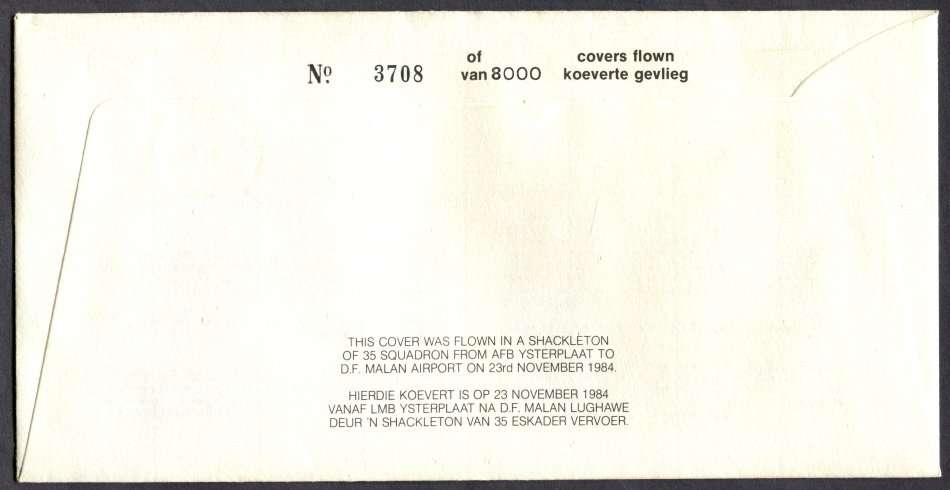 of covers flown
No 3708 van 8000 koeverte gevlieg
THIS COVER WAS FLOWN IN A SHACKLETON
OF 35 SQUADRON FROM AFB YSTERPLAAT TO
D.F. MALAN AIRPORT ON 23rd NOVEMBER 1984.
HIERDIE KOEVERT IS OP 23 NOVEMBER 1984
VANAF LMB YSTERPLAAT NA D.F. MALAN LUGHAWE
DEUR 'N SHACKLETON VAN 35 ESKADER VERVOER.